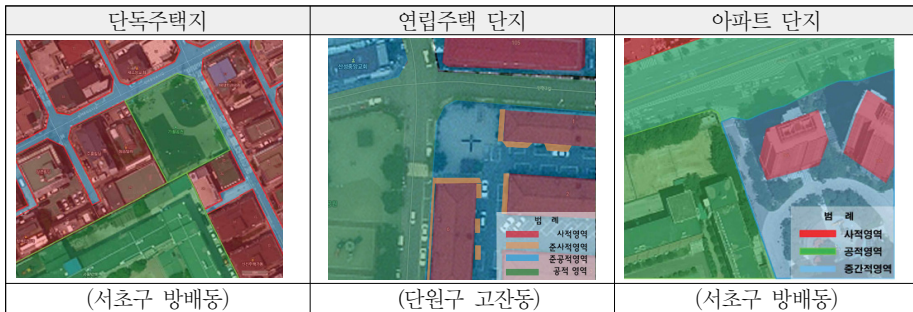 단독주택지
연립주택 단지
아파트 단지
범 례
사적영역
준사적영역
준공적영역
공적 영역
범 례
사적영역
공적영역
중간적영역
(서초구 방배동)
(단원구 고잔동)
(서초구 방배동)